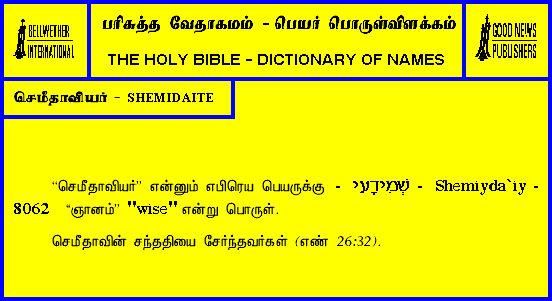 BELLWETHER
INTERNATIONAL
பரிசுத்த வேதாகமம் - பெயர் பொருள்விளக்கம்
THE HOLY BIBLE - DICTIONARY OF NAMES
GOOD NEWS
PUBLISHERS
செமீதாவியர் - SHEMIDAITE
“செமீதாவியர்” என்னும் எபிரெய பெயருக்கு - שְׁמִידָעִי - Shemiyda`iy -
8062 “ஞானம்” "wise" என்று பொருள்.
செமீதாவின் சந்ததியை சேர்ந்தவர்கள் (எண் 26:32).